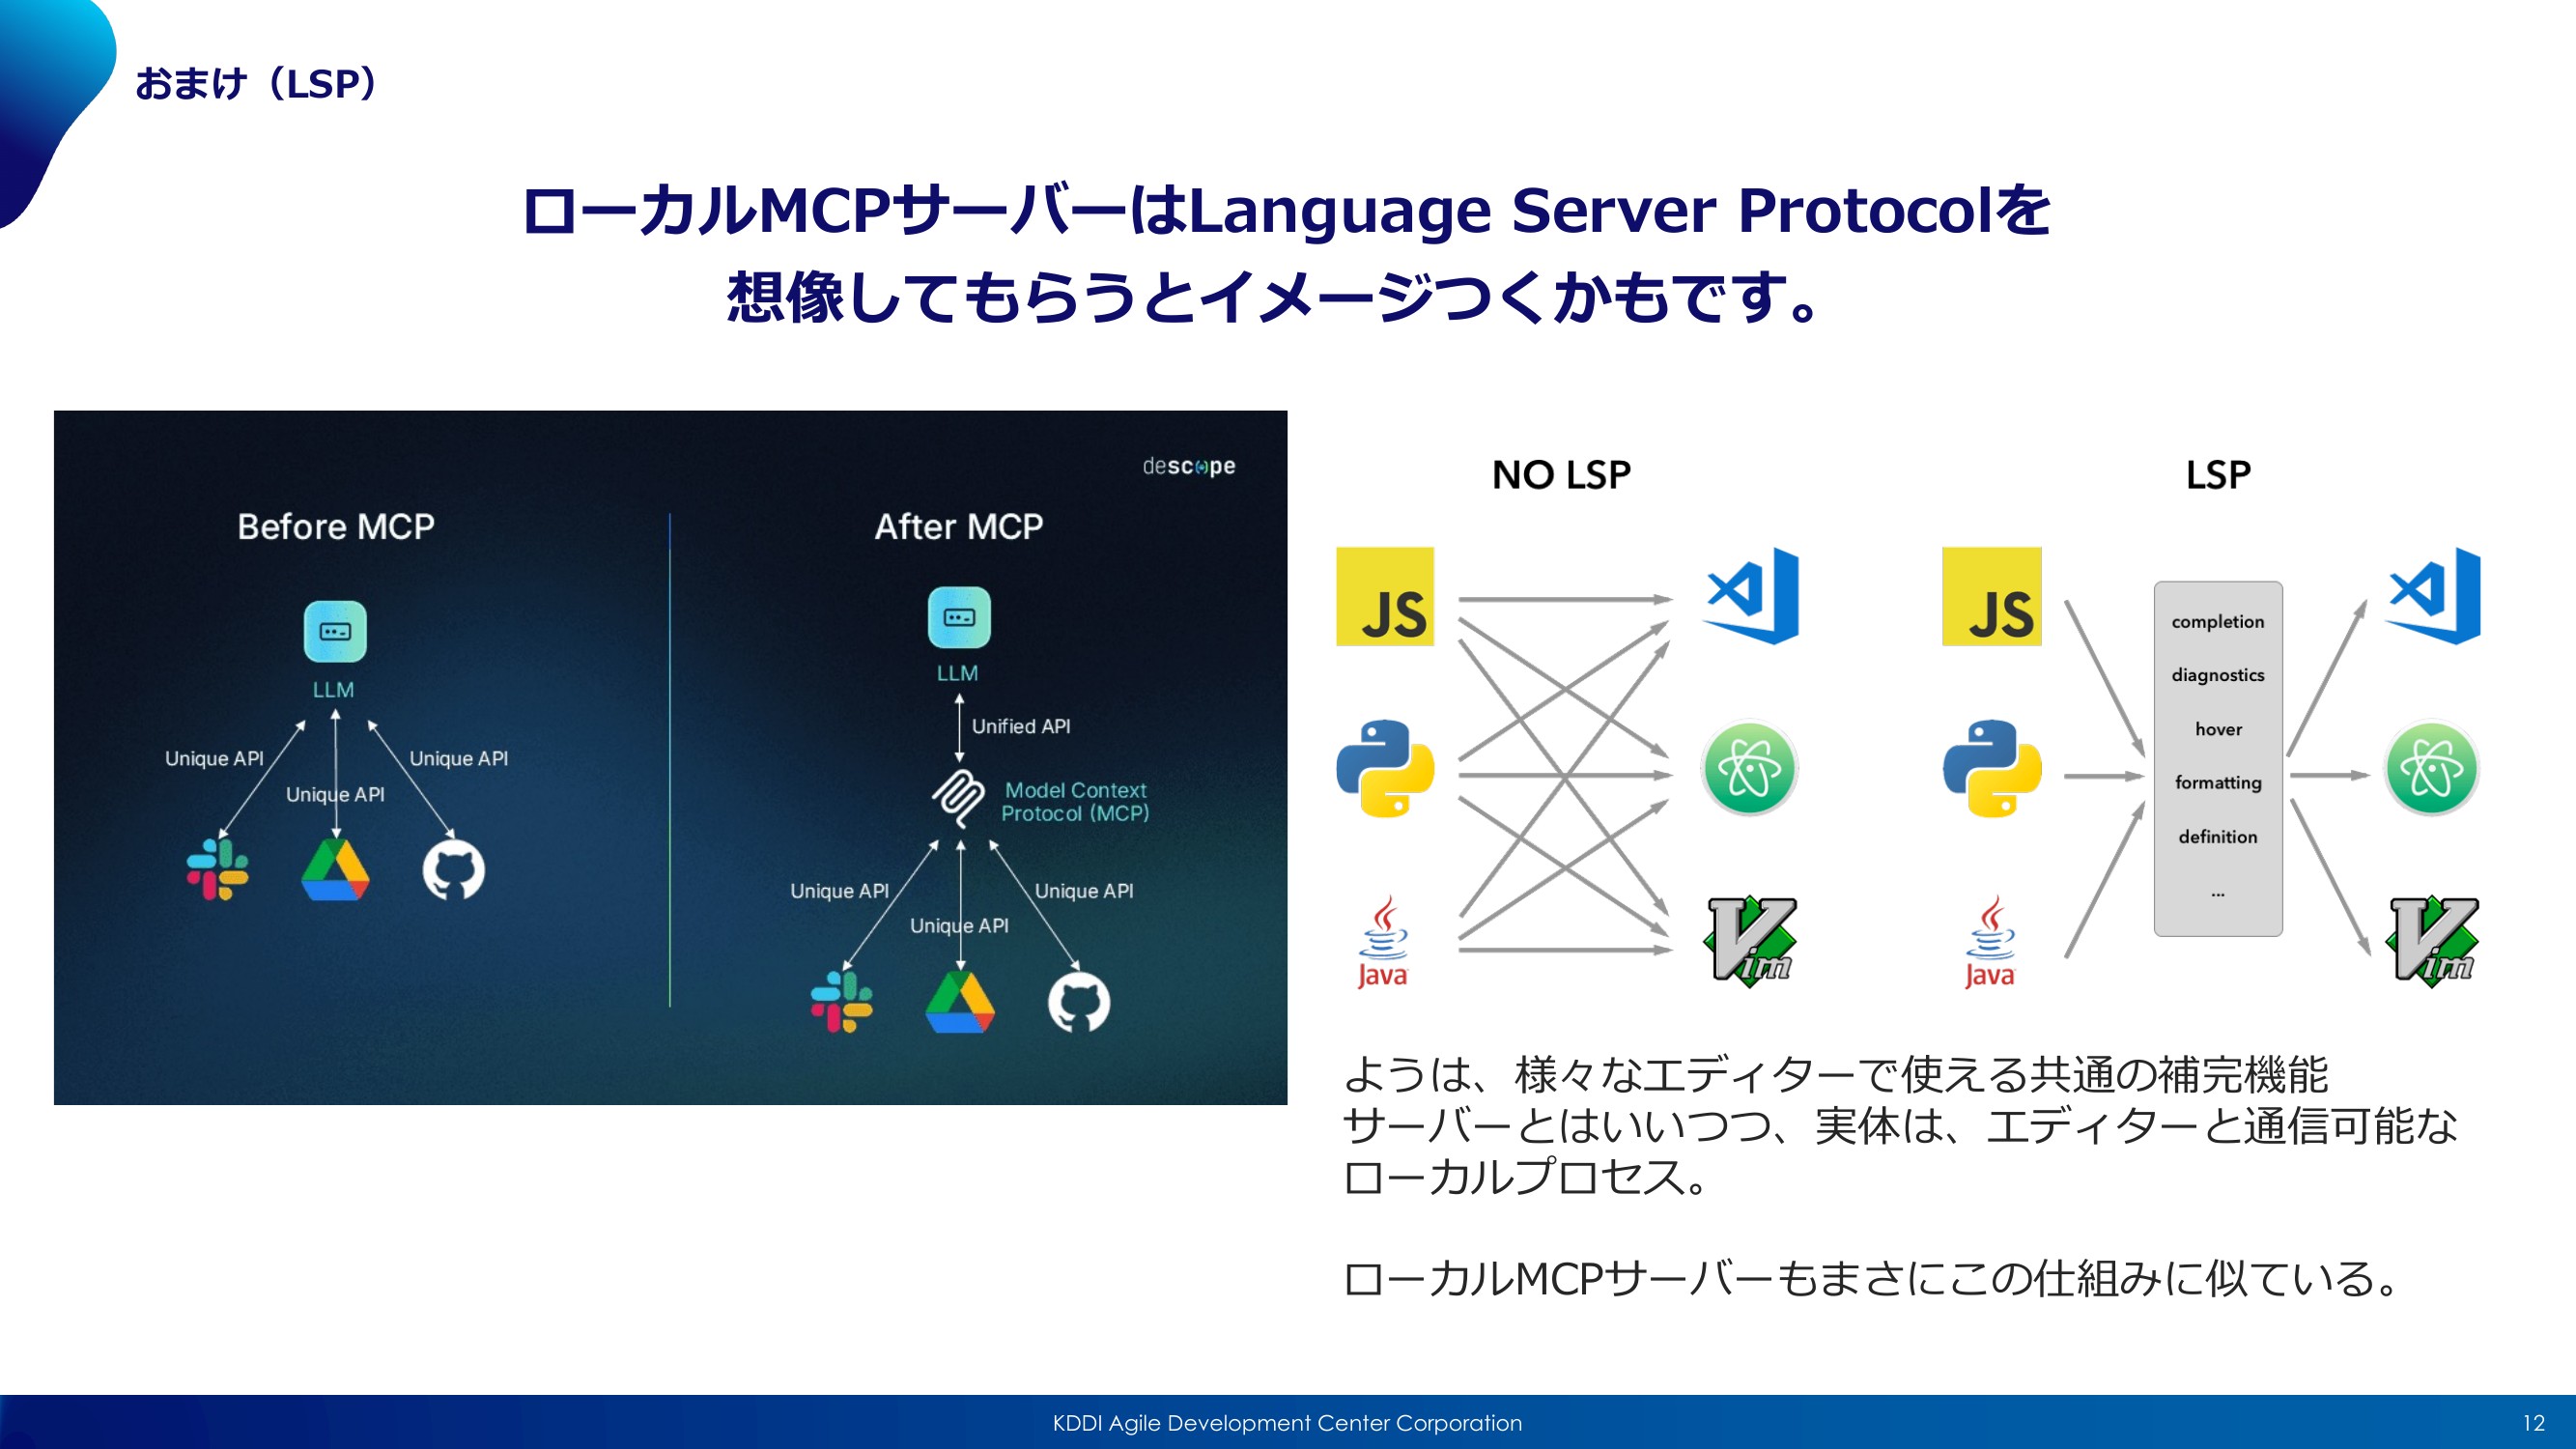 おまけ（LSP）
ローカルMCPサーバーはLanguage Server Protocolを
想像してもらうとイメージつくかもです。
descope
Before MCP
After MCP
LLM
Unique API
Unique API
Unique API
LLM
Unified API
Model Context
Protocol (MCP)
Unique API
Unique API
Unique API
NO LSP
LSP
JS
Java
Vim
JS
Java
completion
diagnostics
hover
formatting
definition
...
Vim
ようは、様々なエディターで使える共通の補完機能
サーバーとはいいつつ、実体は、エディターと通信可能な
ローカルプロセス。
ローカルMCPサーバーもまさにこの仕組みに似ている。
KDDI Agile Development Center Corporation
12